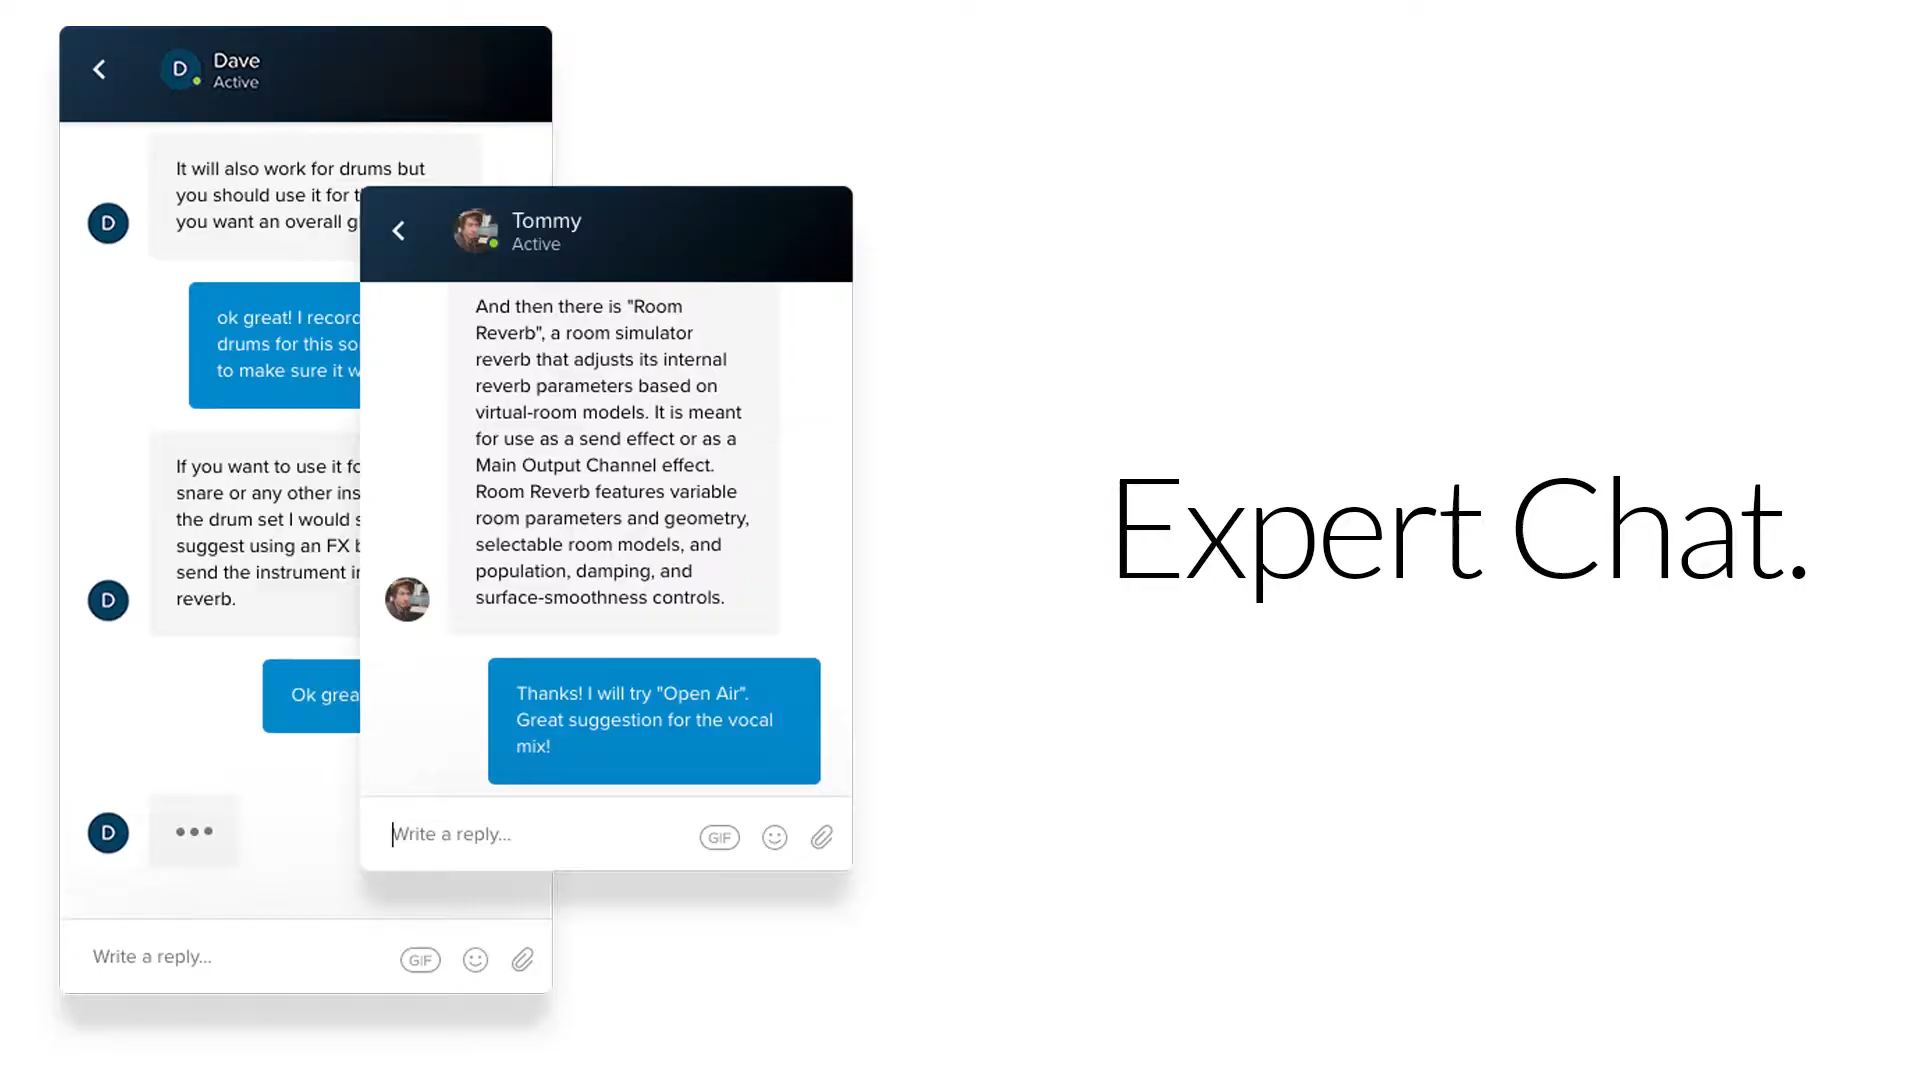 D
Dave
Active
It will also work for drums but
you should use it for
you want an overall
D
ok great! I record
drums for this
to make sure it
If you want to use it
snare or any other
the drum set I would
suggest using an FX
send the instrument
reverb.
D
Ok
D
Write a reply...
GIF
Tommy
Active
And then there is "Room
Reverb", a room simulator
reverb that adjusts its internal
reverb parameters based on
virtual-room models. It is meant
for use as a send effect or as a
Main Output Channel effect.
Room Reverb features variable
room parameters and geometry,
selectable room models, and
population, damping, and
surface-smoothness controls.
Thanks! I will try "Open Air".
Great suggestion for the vocal
mix!
Write a reply...
GIF
Expert Chat.